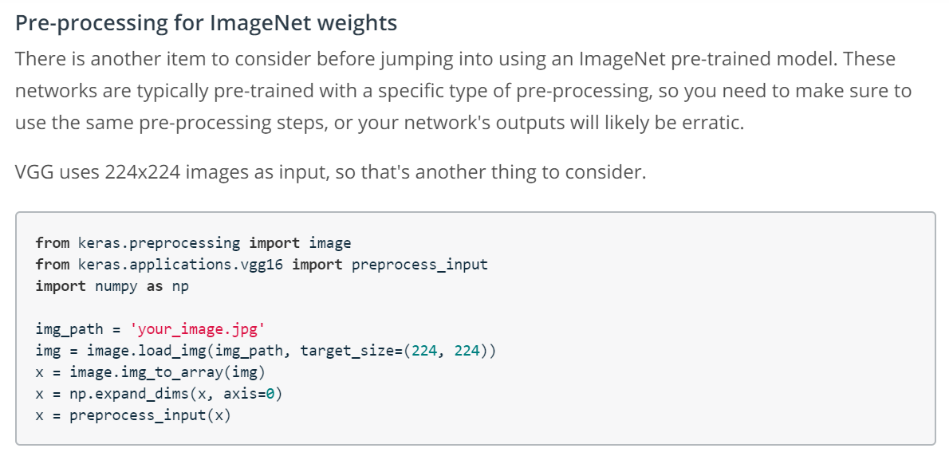 Pre-processing for ImageNet weights
There is another item to consider before jumping into using an ImageNet pre-trained model. These
networks are typically pre-trained with a specific type of pre-processing, so you need to make sure to
use the same pre-processing steps, or your network's outputs will likely be erratic.
VGG uses 224x224 images as input, so that's another thing to consider.
from keras.preprocessing import image
from keras.applications.vgg16 import preprocess_input
import numpy as np
img_path = 'your_image.jpg'
img = image.load_img(img_path, target_size=(224, 224))
x = image.img_to_array(img)
x = np.expand_dims(x, axis=0)
x = preprocess_input(x)